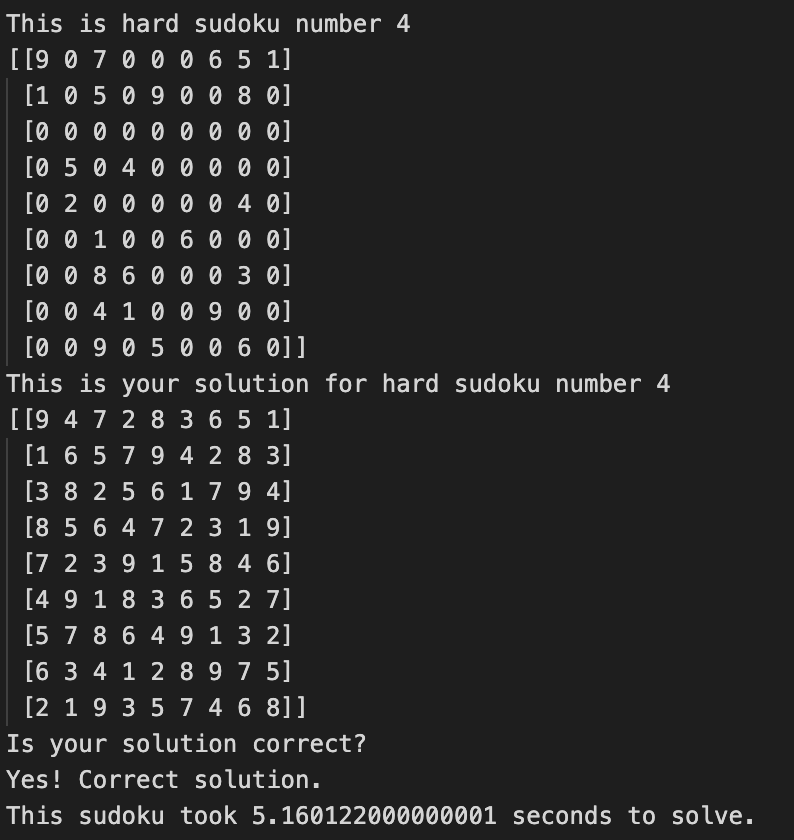 This is hard sudoku number 4
[[9 0 7 0 0 0 6 5 1]
[1 0 5 0 9 0 0 8 0]
[0 0 0 0 0 0 0 0 0]
[0 5 0 4 0 0 0 0 0]
[0 2 0 0 0 0 0 4 0]
[0 0 1 0 0 6 0 0 0]
[0 0 8 6 0 0 0 3 0]
[0 0 4 1 0 0 9 0 0]
[0 0 9 0 5 0 0 6 0]]
This is your solution for hard sudoku number 4
[[9 4 7 2 8 3 6 5 1]
[1 6 5 7 9 4 2 8 3]
[3 8 2 5 6 1 7 9 4]
[8 5 6 4 7 2 3 1 9]
[7 2 3 9 1 5 8 4 6]
[4 9 1 8 3 6 5 2 7]
[5 7 8 6 4 9 1 3 2]
[6 3 4 1 2 8 9 7 5]
[2 1 9 3 5 7 4 6 8]]
Is your solution correct?
Yes! Correct solution.
This sudoku took 5.160122000000001 seconds to solve.